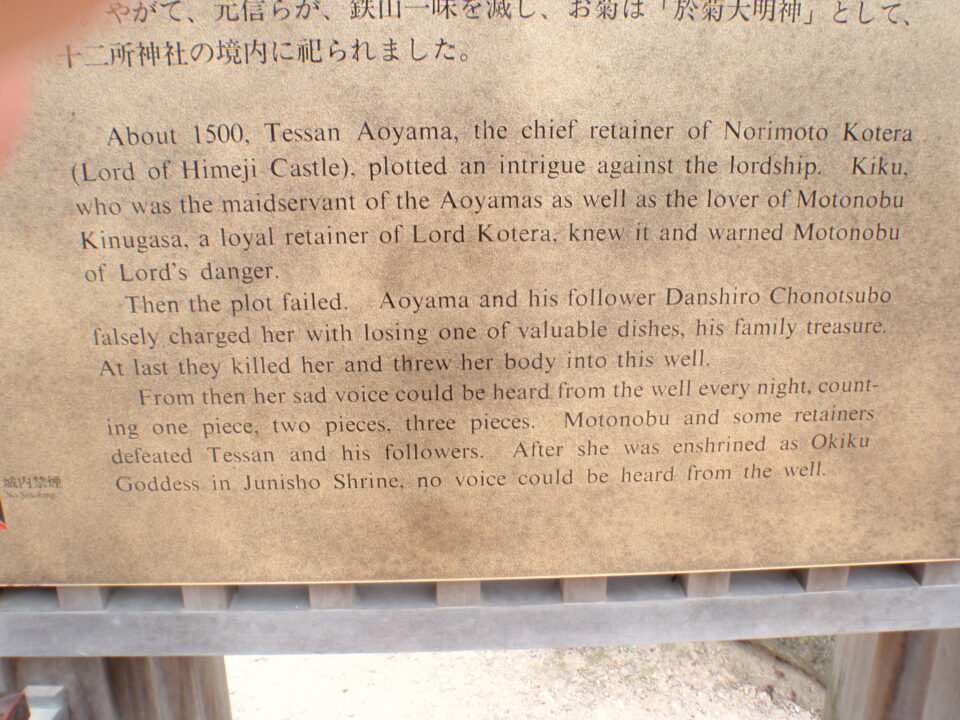 やがて、元信らが、鉄山一味を滅し、お菊は「於菊大明神」として、
十二所神社の境内に祀られました。
About 1500, Tessan Aoyama, the chief retainer of Norimoto Kotera
(Lord of Himeji Castle), plotted an intrigue against the lordship. Kiku,
who was the maidservant of the Aoyamas as well as the lover of Motonobu
Kinugasa, a loyal retainer of Lord Kotera, knew it and warned Motonobu
of Lord's danger.
Then the plot failed. Aoyama and his follower Danshiro Chonotsubo
falsely charged her with losing one of valuable dishes, his family treasure.
At last they killed her and threw her body into this well.
From then her sad voice could be heard from the well every night, count-
ing one piece, two pieces, three pieces. Motonobu and some retainers
defeated Tessan and his followers. After she was enshrined as Okiku
Goddess in Junisho Shrine, no voice could be heard from the well.
城内禁煙
No Smoking